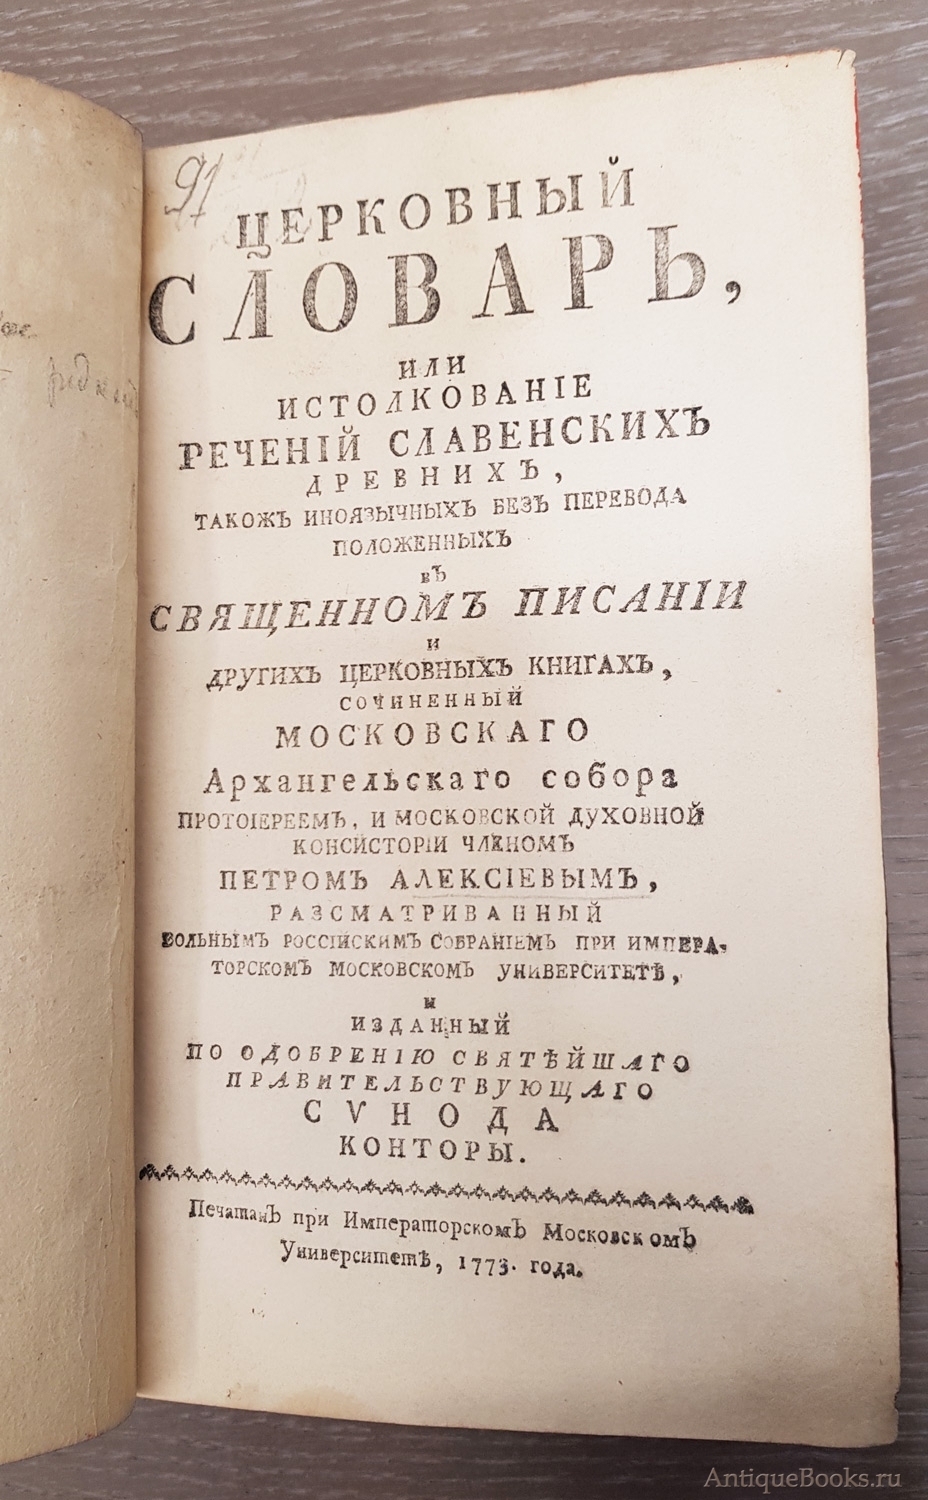 91
ЦЕРКОВНЫЙ
СЛОВАРЬ,
ИЛИ
ИСТОЛКОВАНІЕ
РЕЧЕНІЙ СЛАВЕНСКИХЪ
ДРЕВНИХЪ,
ТАКОЖЪ ИНОЯЗЫЧНЫХЪ БЕЗЪ ПЕРЕВОДА
ПОЛОЖЕННЫХЪ
ВЪ
СВЯЩЕННОМЪ ПИСАНІИ
И
ДРУГИХЪ ЦЕРКОВНЫХЪ КНИГАХЪ,
СОЧИНЕННЫЙ
МОСКОВСКАГО
Архангельскаго собора
ПРОТОІЕРЕЕМЪ, И МОСКОВСКОЙ ДУХОВНОЙ
КОНСИСТОРІИ ЧЛЕНОМЪ
ПЕТРОМЪ АЛЕКСІЕВЫМЪ,
РАЗСМАТРИВАННЫЙ
ВОЛЬНЫМЪ РОССІЙСКИМЪ СОБРАНІЕМЪ ПРИ ИМПЕРА-
ТОРСКОМЪ МОСКОВСКОМЪ УНИВЕРСИТЕТѢ,
И
ИЗДАННЫЙ
ПО ОДОБРЕНІЮ СВЯТѢЙШАГО
ПРАВИТЕЛЬСТВУЮЩАГО
СѴНОДА
КОНТОРЫ.
Печатанъ при Императорскомъ Московскомъ
Университетѣ, 1773. года.
AntiqueBooks.ru